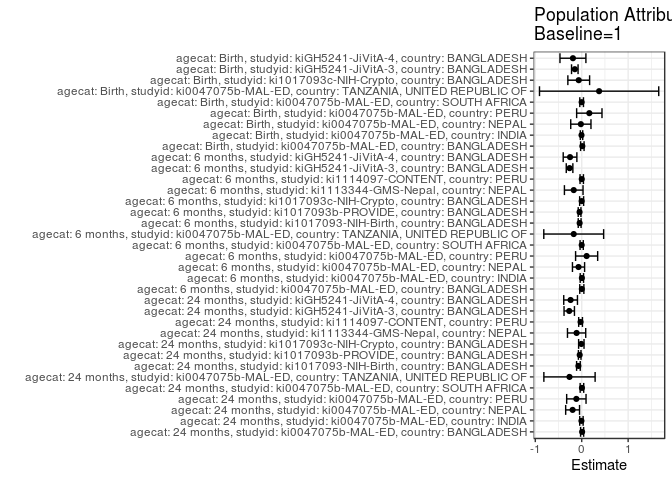 Population Attribu
Baseline=1
agecat: Birth, studyid: kiGH5241-JiVitA-4, country: BANGLADESH
agecat: Birth, studyid: kiGH5241-JiVitA-3, country: BANGLADESH
agecat: Birth, studyid: ki1017093c-NIH-Crypto, country: BANGLADESH
agecat: Birth, studyid: ki0047075b-MAL-ED, country: TANZANIA, UNITED REPUBLIC OF
agecat: Birth, studyid: ki0047075b-MAL-ED, country: SOUTH AFRICA
agecat: Birth, studyid: ki0047075b-MAL-ED, country: PERU
agecat: Birth, studyid: ki0047075b-MAL-ED, country: NEPAL
agecat: Birth, studyid: ki0047075b-MAL-ED, country: INDIA
agecat: Birth, studyid: ki0047075b-MAL-ED, country: BANGLADESH
agecat: 6 months, studyid: kiGH5241-JiVitA-4, country: BANGLADESH
agecat: 6 months, studyid: kiGH5241-JiVitA-3, country: BANGLADESH
agecat: 6 months, studyid: ki1114097-CONTENT, country: PERU
agecat: 6 months, studyid: ki1113344-GMS-Nepal, country: NEPAL
agecat: 6 months, studyid: ki1017093c-NIH-Crypto, country: BANGLADESH
agecat: 6 months, studyid: ki1017093b-PROVIDE, country: BANGLADESH
agecat: 6 months, studyid: ki1017093-NIH-Birth, country: BANGLADESH
agecat: 6 months, studyid: ki0047075b-MAL-ED, country: TANZANIA, UNITED REPUBLIC OF
agecat: 6 months, studyid: ki0047075b-MAL-ED, country: SOUTH AFRICA
agecat: 6 months, studyid: ki0047075b-MAL-ED, country: PERU
agecat: 6 months, studyid: ki0047075b-MAL-ED, country: NEPAL
agecat: 6 months, studyid: ki0047075b-MAL-ED, country: INDIA
agecat: 6 months, studyid: ki0047075b-MAL-ED, country: BANGLADESH
agecat: 24 months, studyid: kiGH5241-JiVitA-4, country: BANGLADESH
agecat: 24 months, studyid: kiGH5241-JiVitA-3, country: BANGLADESH
agecat: 24 months, studyid: ki1114097-CONTENT, country: PERU
agecat: 24 months, studyid: ki1113344-GMS-Nepal, country: NEPAL
agecat: 24 months, studyid: ki1017093c-NIH-Crypto, country: BANGLADESH
agecat: 24 months, studyid: ki1017093b-PROVIDE, country: BANGLADESH
agecat: 24 months, studyid: ki1017093-NIH-Birth, country: BANGLADESH
agecat: 24 months, studyid: ki0047075b-MAL-ED, country: TANZANIA, UNITED REPUBLIC OF
agecat: 24 months, studyid: ki0047075b-MAL-ED, country: SOUTH AFRICA
agecat: 24 months, studyid: ki0047075b-MAL-ED, country: PERU
agecat: 24 months, studyid: ki0047075b-MAL-ED, country: NEPAL
agecat: 24 months, studyid: ki0047075b-MAL-ED, country: INDIA
agecat: 24 months, studyid: ki0047075b-MAL-ED, country: BANGLADESH
-1 0 1
Estimate